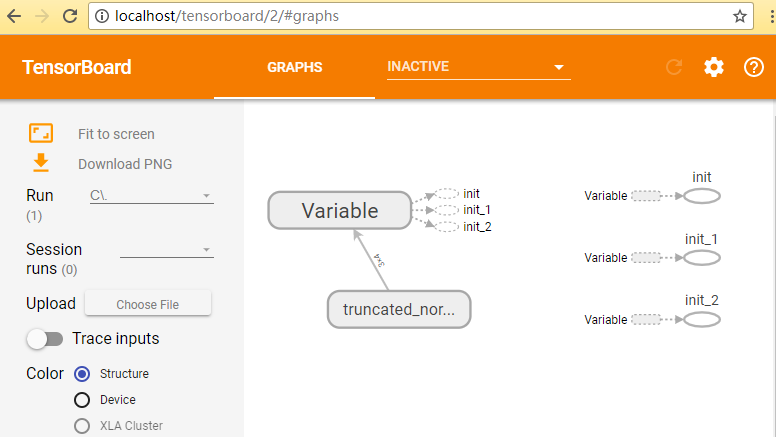 localhost/tensorboard/2/#graphs
TensorBoard
GRAPHS
INACTIVE
Fit to screen
Download PNG
Run
(1)
C\.
Session
runs (0)
Upload
Choose File
Trace inputs
Color
Structure
Device
XLA Cluster
Variable
init
init_1
init_2
3×4
truncated_nor...
init
Variable
init_1
Variable
init_2
Variable